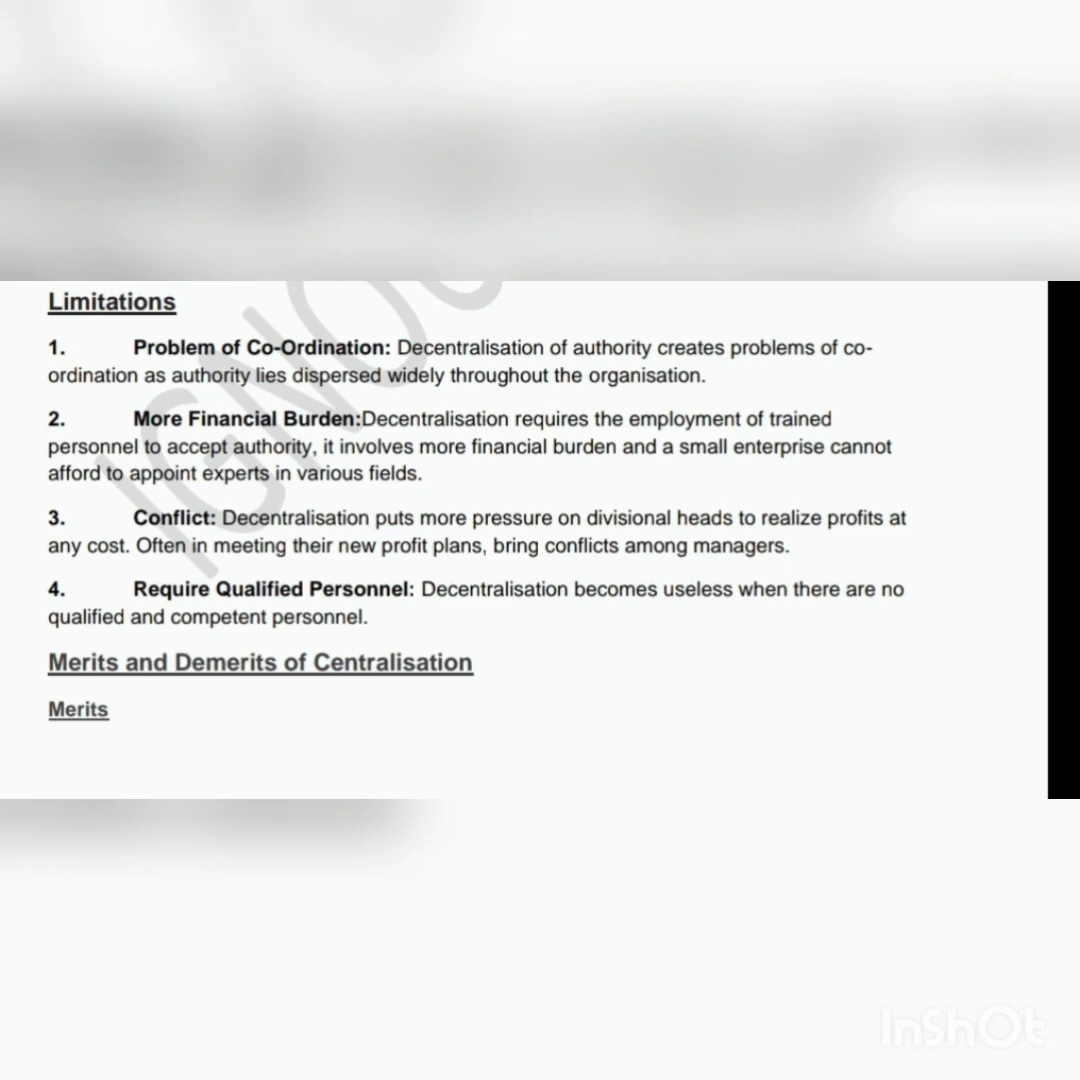 Limitations
1. Problem of Co-Ordination: Decentralisation of authority creates problems of co-
ordination as authority lies dispersed widely throughout the organisation.
2. More Financial Burden:Decentralisation requires the employment of trained
personnel to accept authority, it involves more financial burden and a small enterprise cannot
afford to appoint experts in various fields.
3. Conflict: Decentralisation puts more pressure on divisional heads to realize profits at
any cost. Often in meeting their new profit plans, bring conflicts among managers.
4. Require Qualified Personnel: Decentralisation becomes useless when there are no
qualified and competent personnel.
Merits and Demerits of Centralisation
Merits
IGNOU
InShOt